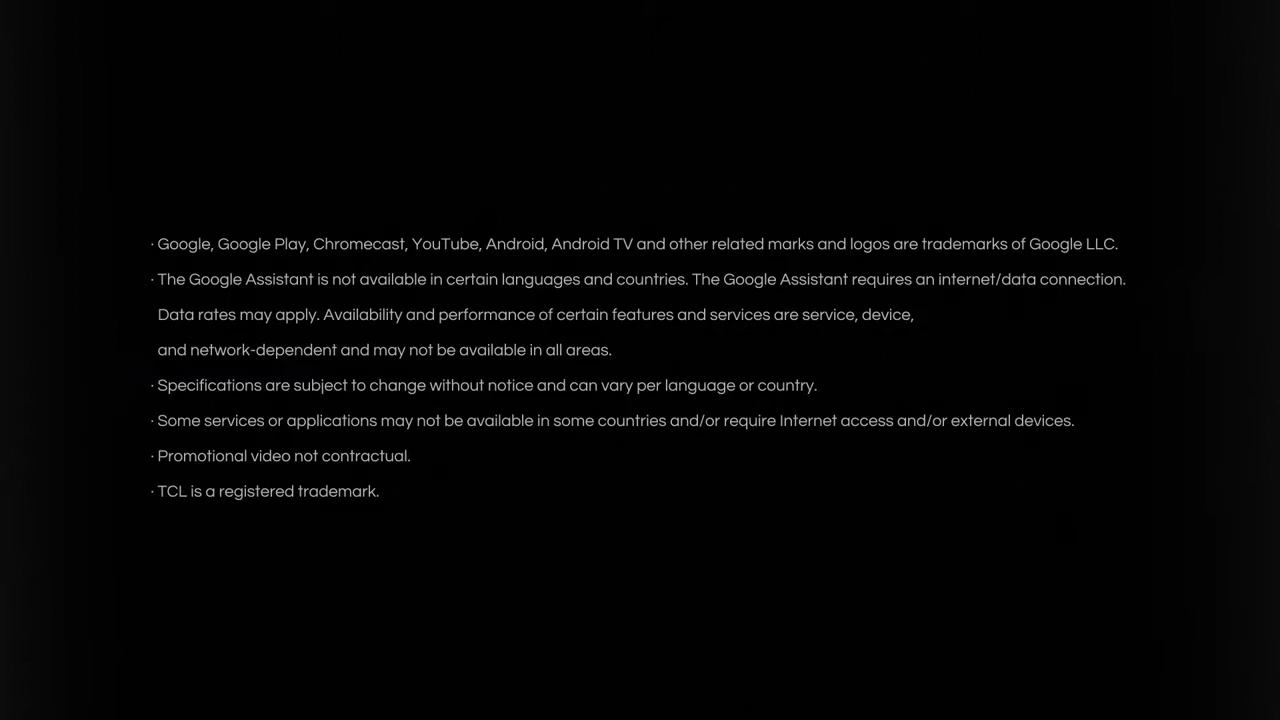 · Google, Google Play, Chromecast, YouTube, Android, Android TV and other related marks and logos are trademarks of Google LLC.
· The Google Assistant is not available in certain languages and countries. The Google Assistant requires an internet/data connection.
Data rates may apply. Availability and performance of certain features and services are service, device,
and network-dependent and may not be available in all areas.
· Specifications are subject to change without notice and can vary per language or country.
· Some services or applications may not be available in some countries and/or require Internet access and/or external devices.
· Promotional video not contractual.
· TCL is a registered trademark.